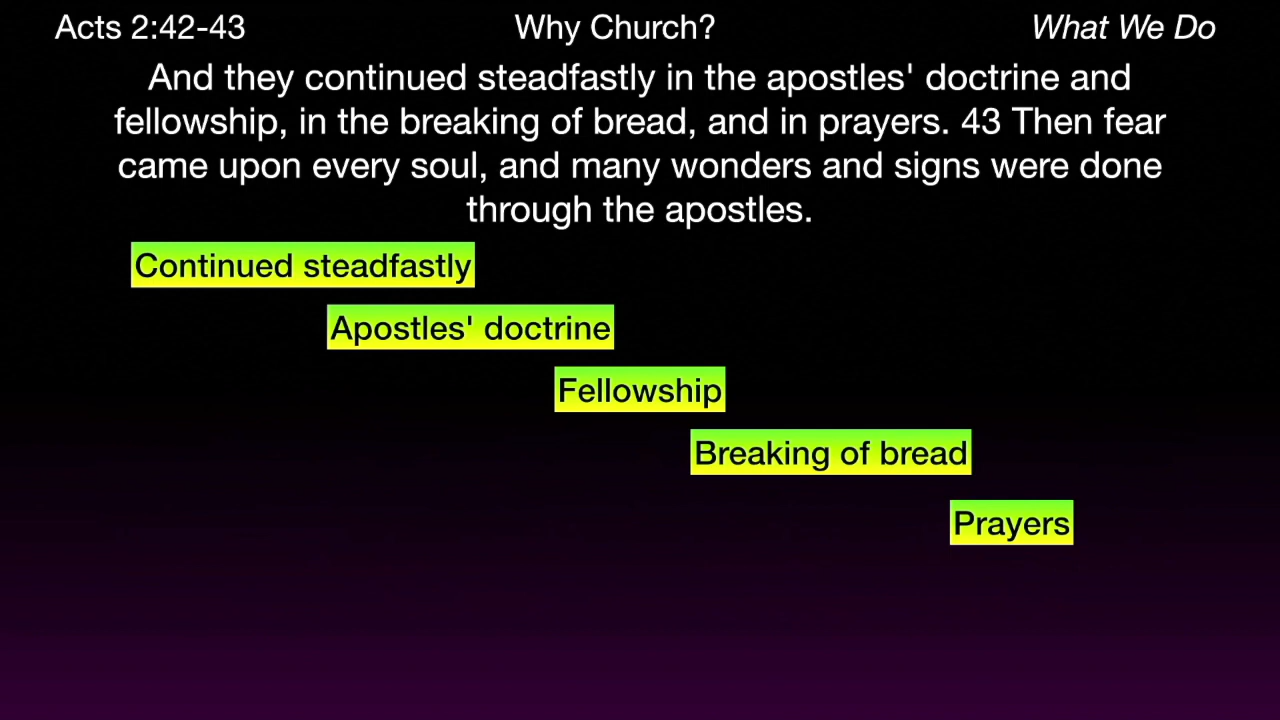 Acts 2:42-43 Why Church? What We Do
And they continued steadfastly in the apostles' doctrine and
fellowship, in the breaking of bread, and in prayers. 43 Then fear
came upon every soul, and many wonders and signs were done
through the apostles.
Continued steadfastly
Apostles' doctrine
Fellowship
Breaking of bread
Prayers